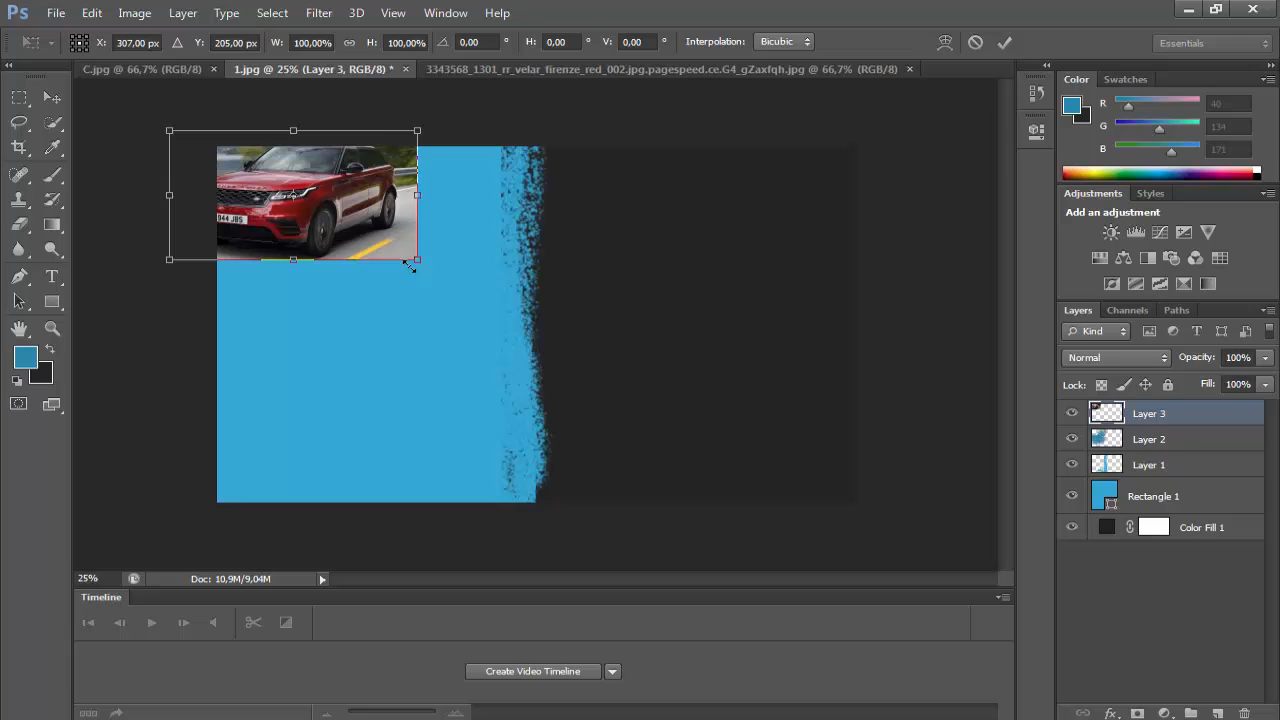 Ps File Edit Image Layer Type Select Filter 3D View Window Help
X: 307,00 px Y: 205,00 px W: 100,00% H: 100,00% 0,00 ° H: 0,00 ° V: 0,00 ° Interpolation: Bicubic Essentials
C.jpg @ 66,7% (RGB/8) × 1.jpg @ 25% (Layer 3, RGB/8) * × 3343568_1301_rr_velar_firenze_red_002.jpg.pagespeed.ce.G4_gZaxfqh.jpg @ 66,7% (RGB/8) ×
Color Swatches
R 40
G 134
B 171
Adjustments Styles
Add an adjustment
944 JBS
Layers Channels Paths
Kind
Normal Opacity: 100%
Lock: Fill: 100%
Layer 3
Layer 2
Layer 1
Rectangle 1
Color Fill 1
25% Doc: 10,9M/9,04M
Timeline
Create Video Timeline
fx